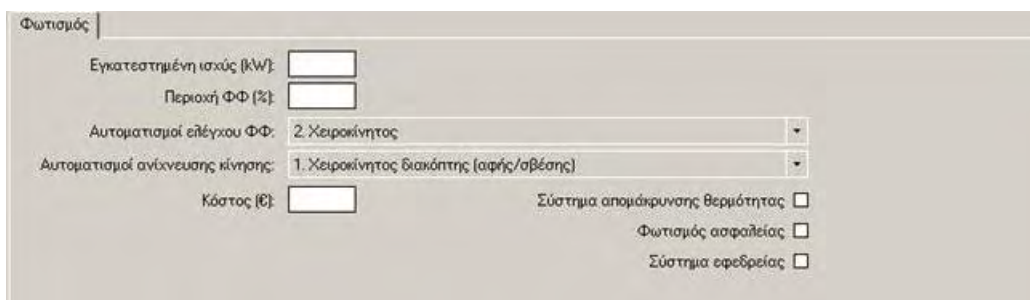 Φωτισμός
Εγκατεστημένη ισχύς (kW):
Περιοχή ΦΦ (%):
Αυτοματισμοί ελέγχου ΦΦ: 2. Χειροκίνητος
Αυτοματισμοί ανίχνευσης κίνησης: 1. Χειροκίνητος διακόπτης (αφής/σβέσης)
Κόστος (€): Σύστημα απομάκρυνσης θερμότητας
Φωτισμός ασφαλείας
Σύστημα εφεδρείας